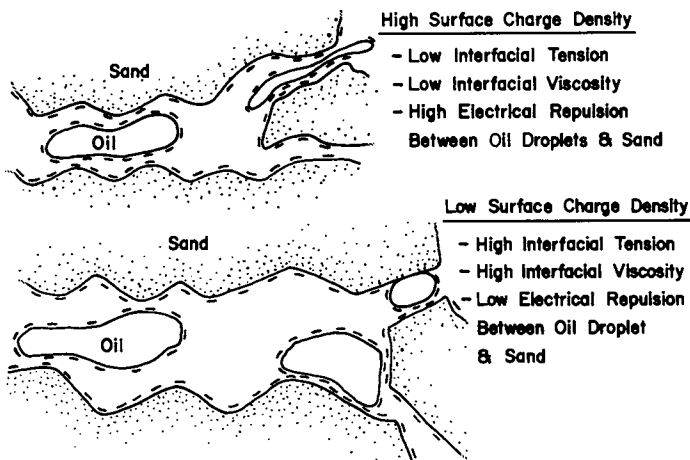 High Surface Charge Density
- Low Interfacial Tension
- Low Interfacial Viscosity
- High Electrical Repulsion
Between Oil Droplets & Sand
Sand
Oil
Low Surface Charge Density
- High Interfacial Tension
- High Interfacial Viscosity
- Low Electrical Repulsion
Between Oil Droplet
& Sand
Sand
Oil